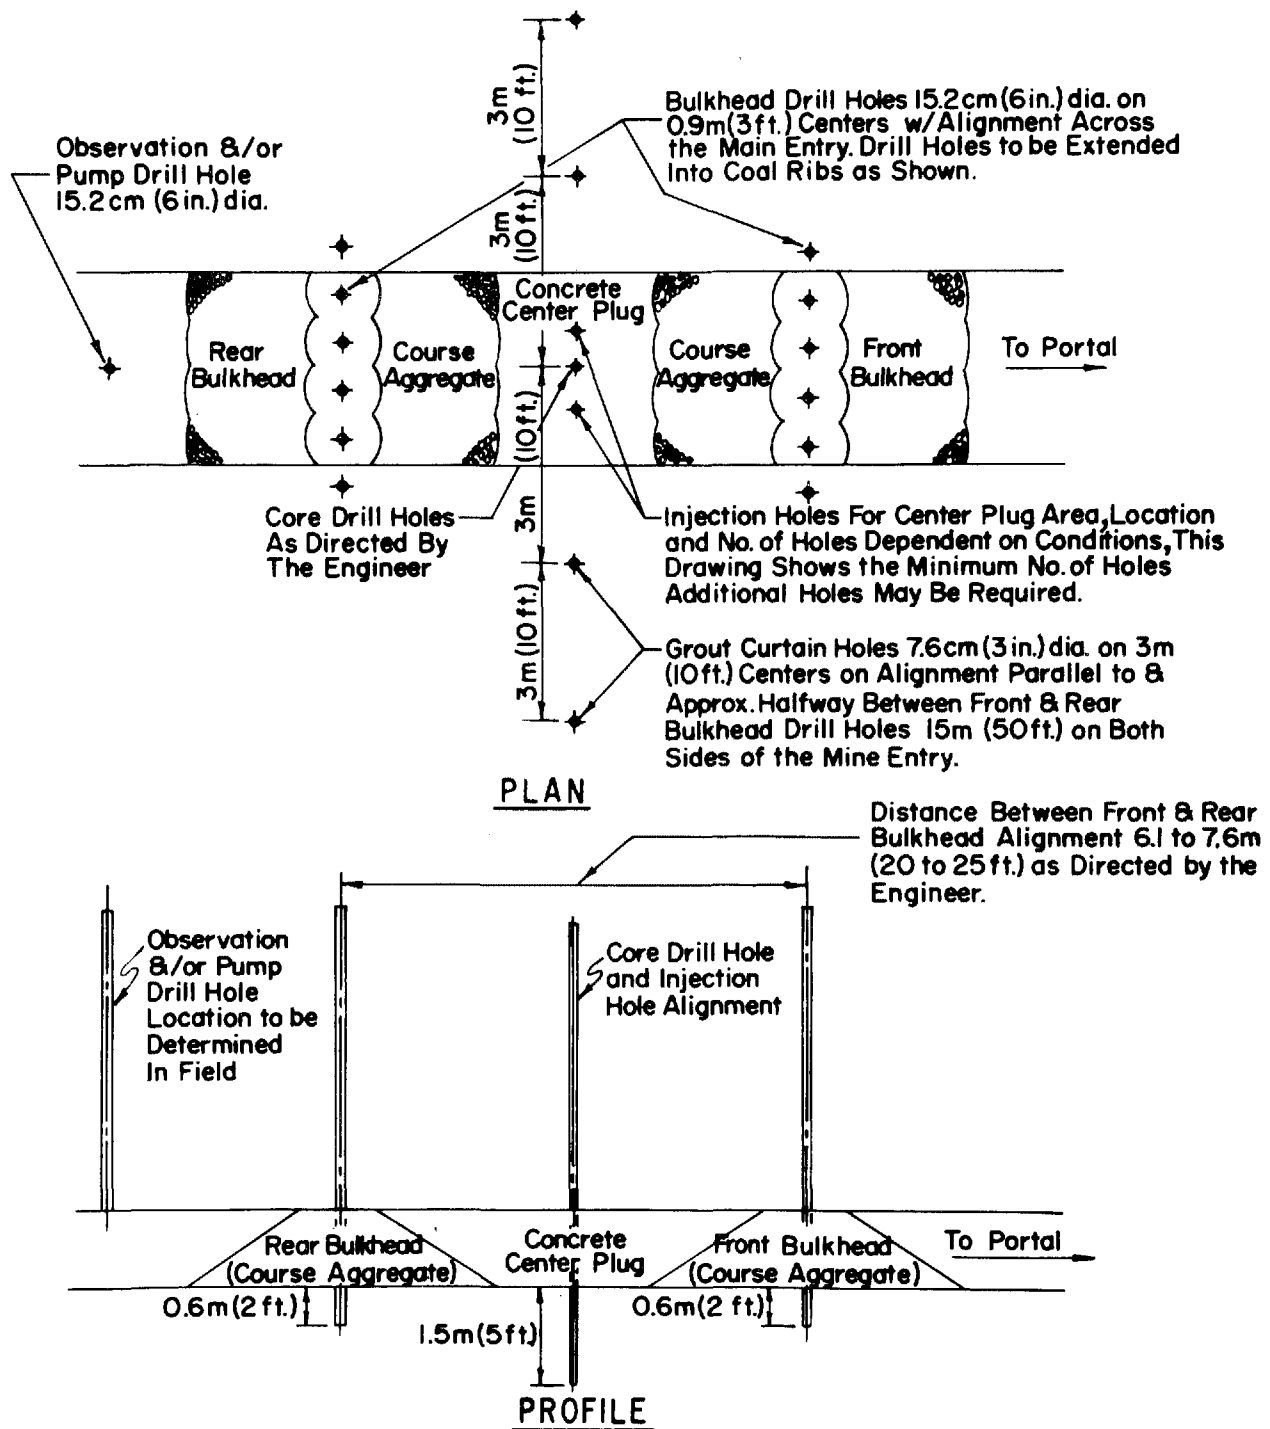 3m
(10 ft.)
Bulkhead Drill Holes 15.2cm (6in.) dia. on
0.9m (3ft.) Centers w/Alignment Across
the Main Entry. Drill Holes to be Extended
Into Coal Ribs as Shown.
Observation &/or
Pump Drill Hole
15.2cm (6in.) dia.
3m
(10ft.)
Concrete
Center Plug
Rear
Bulkhead
Course
Aggregate
Course
Aggregate
Front
Bulkhead
To Portal
(10ft.)
3m
Core Drill Holes
As Directed By
The Engineer
Injection Holes For Center Plug Area, Location
and No. of Holes Dependent on Conditions, This
Drawing Shows the Minimum No. of Holes
Additional Holes May Be Required.
3m (10ft.)
Grout Curtain Holes 7.6cm (3in.) dia. on 3m
(10ft.) Centers on Alignment Parallel to &
Approx. Halfway Between Front & Rear
Bulkhead Drill Holes 15m (50ft.) on Both
Sides of the Mine Entry.
PLAN
Distance Between Front & Rear
Bulkhead Alignment 6.1 to 7.6m
(20 to 25ft.) as Directed by the
Engineer.
Observation
&/or Pump
Drill Hole
Location to be
Determined
In Field
Core Drill Hole
and Injection
Hole Alignment
Rear Bulkhead
(Course Aggregate)
Concrete
Center Plug
Front Bulkhead
(Course Aggregate)
To Portal
0.6m (2 ft.)
1.5m (5ft.)
0.6m (2 ft.)
PROFILE